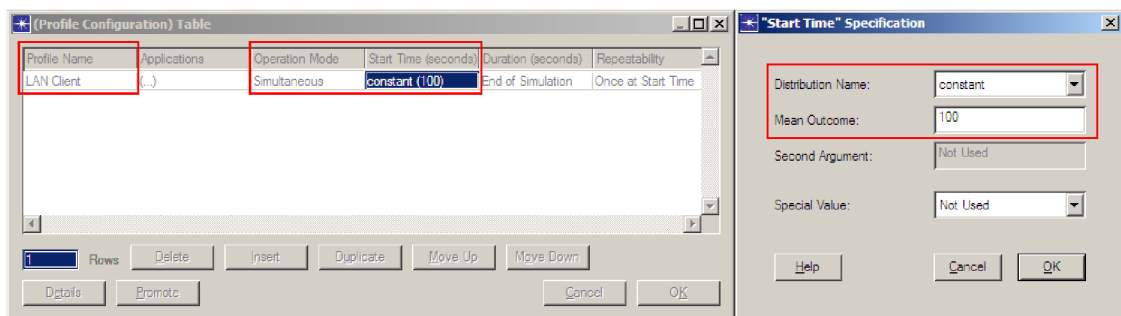 (Profile Configuration) Table
Profile Name Applications Operation Mode Start Time (seconds) Duration (seconds) Repeatability
LAN Client (...) Simultaneous constant (100) End of Simulation Once at Start Time
1 Rows Delete Insert Duplicate Move Up Move Down
Details Promote Cancel OK
"Start Time" Specification
Distribution Name: constant
Mean Outcome: 100
Second Argument: Not Used
Special Value: Not Used
Help Cancel OK